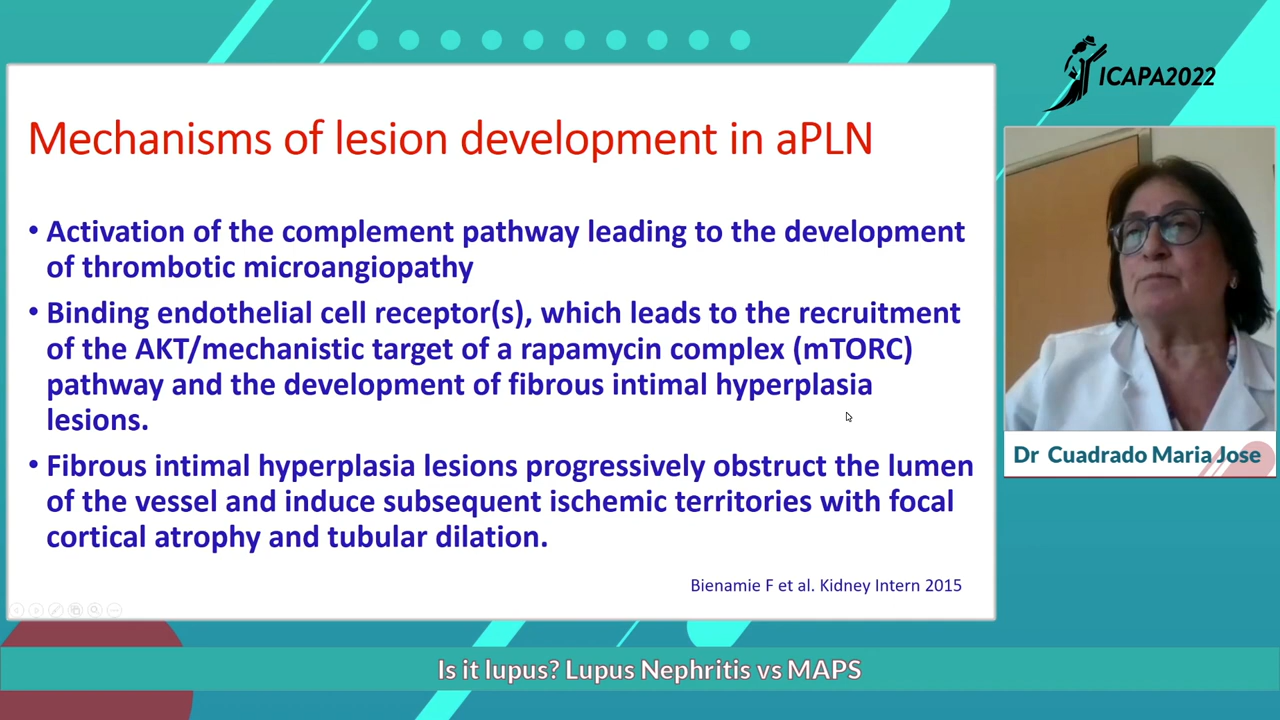 ICAPA2022
Mechanisms of lesion development in aPLN
• Activation of the complement pathway leading to the development
of thrombotic microangiopathy
• Binding endothelial cell receptor(s), which leads to the recruitment
of the AKT/mechanistic target of a rapamycin complex (mTORC)
pathway and the development of fibrous intimal hyperplasia
lesions.
• Fibrous intimal hyperplasia lesions progressively obstruct the lumen
of the vessel and induce subsequent ischemic territories with focal
cortical atrophy and tubular dilation.
Bienamie F et al. Kidney Intern 2015
Dr Cuadrado Maria Jose
Is it lupus? Lupus Nephritis vs MAPS